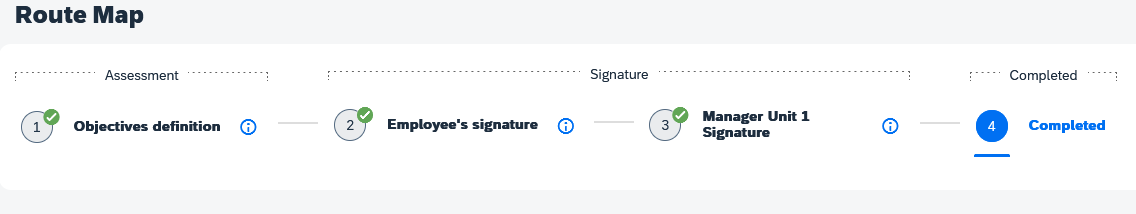 Route Map
Assessment
Signature
Completed
1
Objectives definition
2
Employee's signature
3
Manager Unit 1
Signature
4
Completed